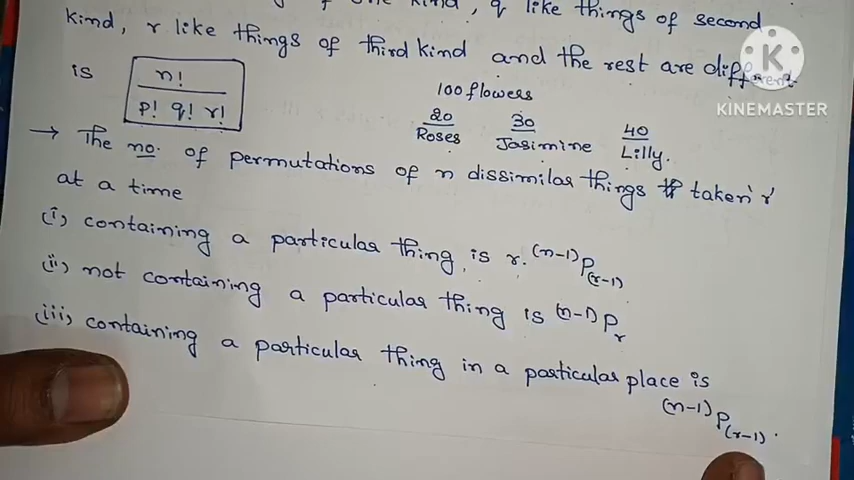 one kind, q like things of second
kind, r like things of third kind and the rest are different.
is n! / p! q! r!
100 flowers
20 Roses 30 Jasimine 40 Lilly.
→ The no. of permutations of n dissimilar things taken 'r'
at a time
(i) containing a particular thing is r. (n-1)P(r-1)
(ii) not containing a particular thing is (n-1)Pr
(iii) containing a particular thing in a particular place is
(n-1)P(r-1).
K
KINEMASTER